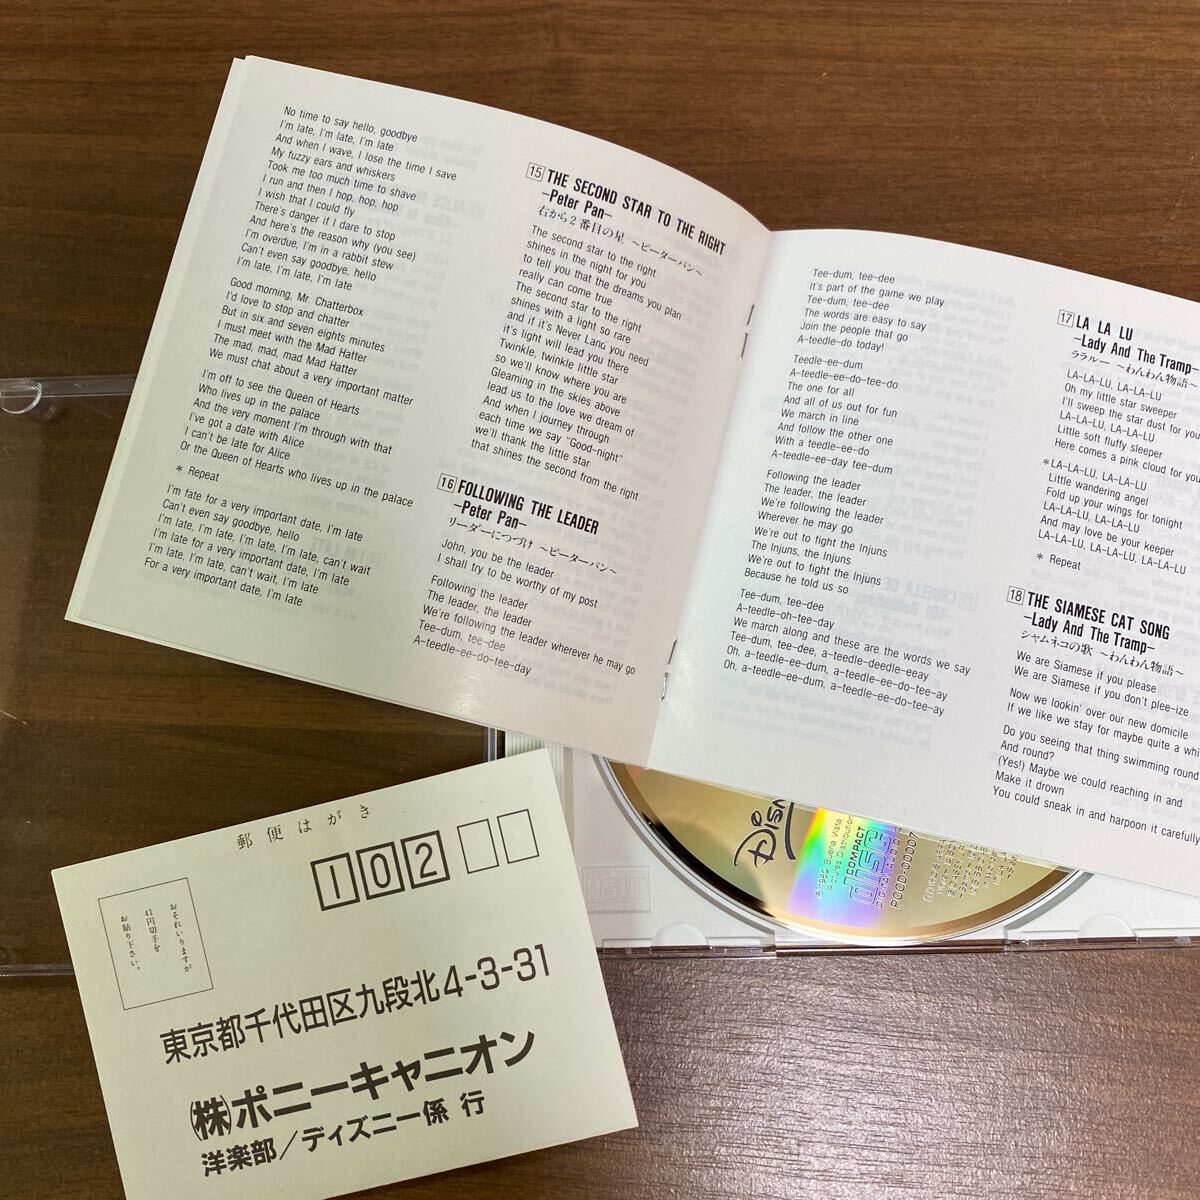 No time to say hello, goodbye
I'm late, I'm late, I'm late
And when I wave, I lose the time I save
My fuzzy ears and whiskers
Took me too much time to shave
I run and then I hop, hop, hop
I wish that I could fly
There's danger if I dare to stop
And here's the reason why (you see)
I'm overdue, I'm in a rabbit stew
Can't even say goodbye, hello
I'm late, I'm late, I'm late
Good morning, Mr. Chatterbox
I'd love to stop and chatter
But in six and seven eights minutes
I must meet with the Mad Hatter
The mad, mad, mad Mad Hatter
We must chat about a very important matter
I'm off to see the Queen of Hearts
Who lives up in the palace
And the very moment I'm through with that
I've got a date with Alice
I can't be late for Alice
Or the Queen of Hearts who lives up in the palace
* Repeat
I'm fate for a very important date, I'm late
Can't even say goodbye, hello
I'm late, I'm late, I'm late, I'm late, can't wait
I'm late for a very important date, I'm late
I'm late, I'm late, can't wait, I'm late
For a very important date, I'm late
15 THE SECOND STAR TO THE RIGHT
—Peter Pan—
右から2番目の星 〜ピーターパン〜
The second star to the right
shines in the night for you
to tell you that the dreams you plan
really can come true
The second star to the right
shines with a light so rare
and if it's Never Lang you need
it's light will lead you there
Twinkle, twinkle little star
so we'll know where you are
Gleaming in the skies above
lead us to the love we dream of
And when I journey through
each time we say "Good-night"
we'll thank the little star
that shines the second from the right
16 FOLLOWING THE LEADER
—Peter Pan—
リーダーにつづけ 〜ピーターパン〜
John, you be the leader
I shall try to be worthy of my post
Following the leader
The leader, the leader
We're following the leader wherever he may go
Tee-dum, tee-dee
A-teedle-ee-do-tee-day
Tee-dum, tee-dee
It's part of the game we play
Tee-dum, tee-dee
The words are easy to say
Join the people that go
A-teedle-do today!
Teedle-ee-dum
A-teedle-ee-do-tee-do
The one for all
And all of us out for fun
We march in line
And follow the other one
With a teedle-ee-do
A-teedle-ee-day tee-dum
Following the leader
The leader, the leader
We're following the leader
Wherever he may go
We're out to fight the Injuns
The Injuns, the Injuns
We're out to fight the Injuns
Because he told us so
Tee-dum, tee-dee
A-teedle-oh-tee-day
We march along and these are the words we say
Tee-dum, tee-dee, a-teedle-deedle-eeay
Oh, a-teedle-ee-dum, a-teedle-ee-do-tee-ay
Oh, a-teedle-ee-dum, a-teedle-ee-do-tee-ay
17 LA LA LU
—Lady And The Tramp—
ララルー 〜わんわん物語〜
LA-LA-LU, LA-LA-LU
Oh my little star sweeper
I'll sweep the star dust for you
LA-LA-LU, LA-LA-LU
Little soft fluffy sleeper
Here comes a pink cloud for you
*LA-LA-LU, LA-LA-LU
Little wandering angel
Fold up your wings for tonight
LA-LA-LU, LA-LA-LU
And may love be your keeper
LA-LA-LU, LA-LA-LU, LA-LA-LU
* Repeat
18 THE SIAMESE CAT SONG
—Lady And The Tramp—
シャムネコの歌 〜わんわん物語〜
We are Siamese if you please
We are Siamese if you don't plee-ize
Now we lookin' over our new domicile
If we like we stay for maybe quite a whi
Do you seeing that thing swimming round
And round?
(Yes!) Maybe we could reaching in and
Make it drown
You could sneak in and harpoon it carefully
Disn
Buena Vista
Pictures Distribution
COMPACT
disc
DIGITAL AUDIO
PCCD-00007
郵便はがき
102
おそれいりますが
41円切手を
お貼り下さい。
東京都千代田区九段北4-3-31
(株)ポニーキャニオン
洋楽部/ディズニー係 行